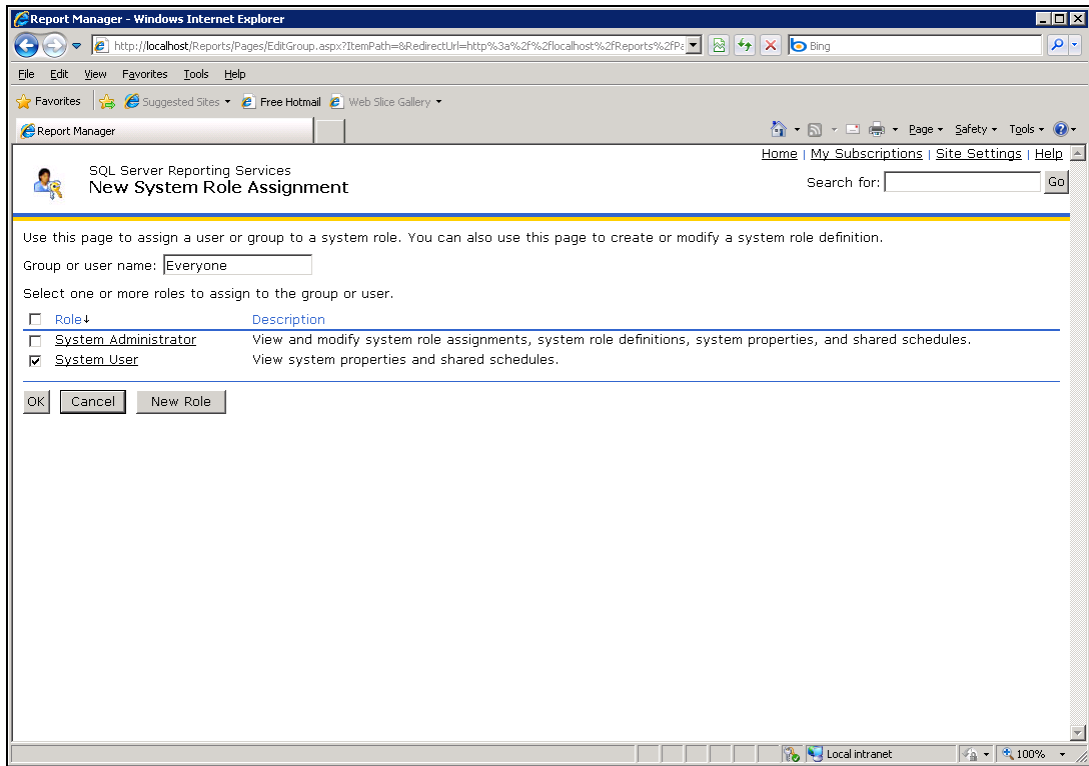 Report Manager - Windows Internet Explorer
http://localhost/Reports/Pages/EditGroup.aspx?ItemPath=&RedirectUrl=http%3a%2f%2flocalhost%2fReports%2fPa
Bing
File Edit View Favorites Tools Help
Favorites Suggested Sites Free Hotmail Web Slice Gallery
Report Manager Page Safety Tools
Home | My Subscriptions | Site Settings | Help
SQL Server Reporting Services
New System Role Assignment
Search for: Go
Use this page to assign a user or group to a system role. You can also use this page to create or modify a system role definition.
Group or user name: Everyone
Select one or more roles to assign to the group or user.
Role↓ Description
System Administrator View and modify system role assignments, system role definitions, system properties, and shared schedules.
System User View system properties and shared schedules.
OK Cancel New Role
Local intranet 100%